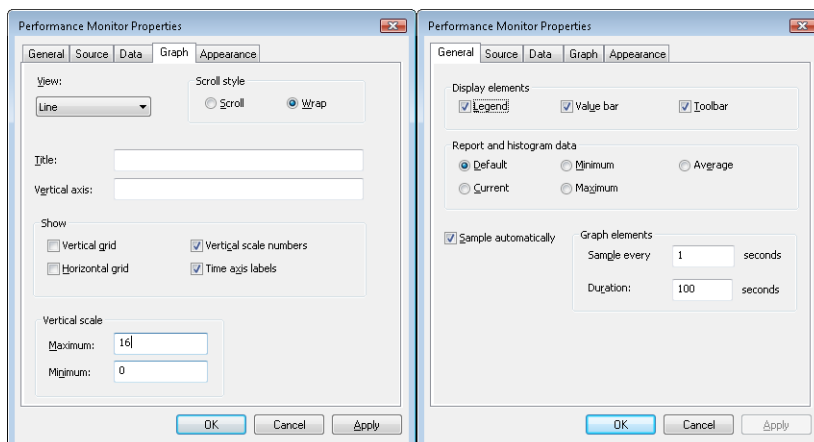 Performance Monitor Properties
General Source Data Graph Appearance
View:
Line
Scroll style
Scroll Wrap
Title:
Vertical axis:
Show
Vertical grid Vertical scale numbers
Horizontal grid Time axis labels
Vertical scale
Maximum: 16
Minimum: 0
OK Cancel Apply
Performance Monitor Properties
General Source Data Graph Appearance
Display elements
Legend Value bar Toolbar
Report and histogram data
Default Minimum Average
Current Maximum
Sample automatically
Graph elements
Sample every 1 seconds
Duration: 100 seconds
OK Cancel Apply